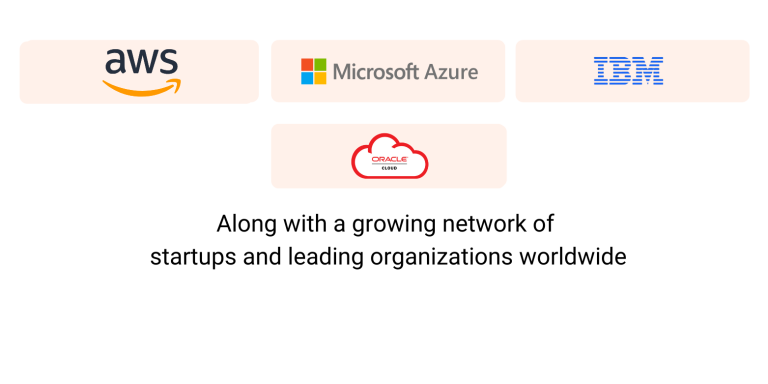 aws
Microsoft Azure
IBM
ORACLE
CLOUD
Along with a growing network of
startups and leading organizations worldwide